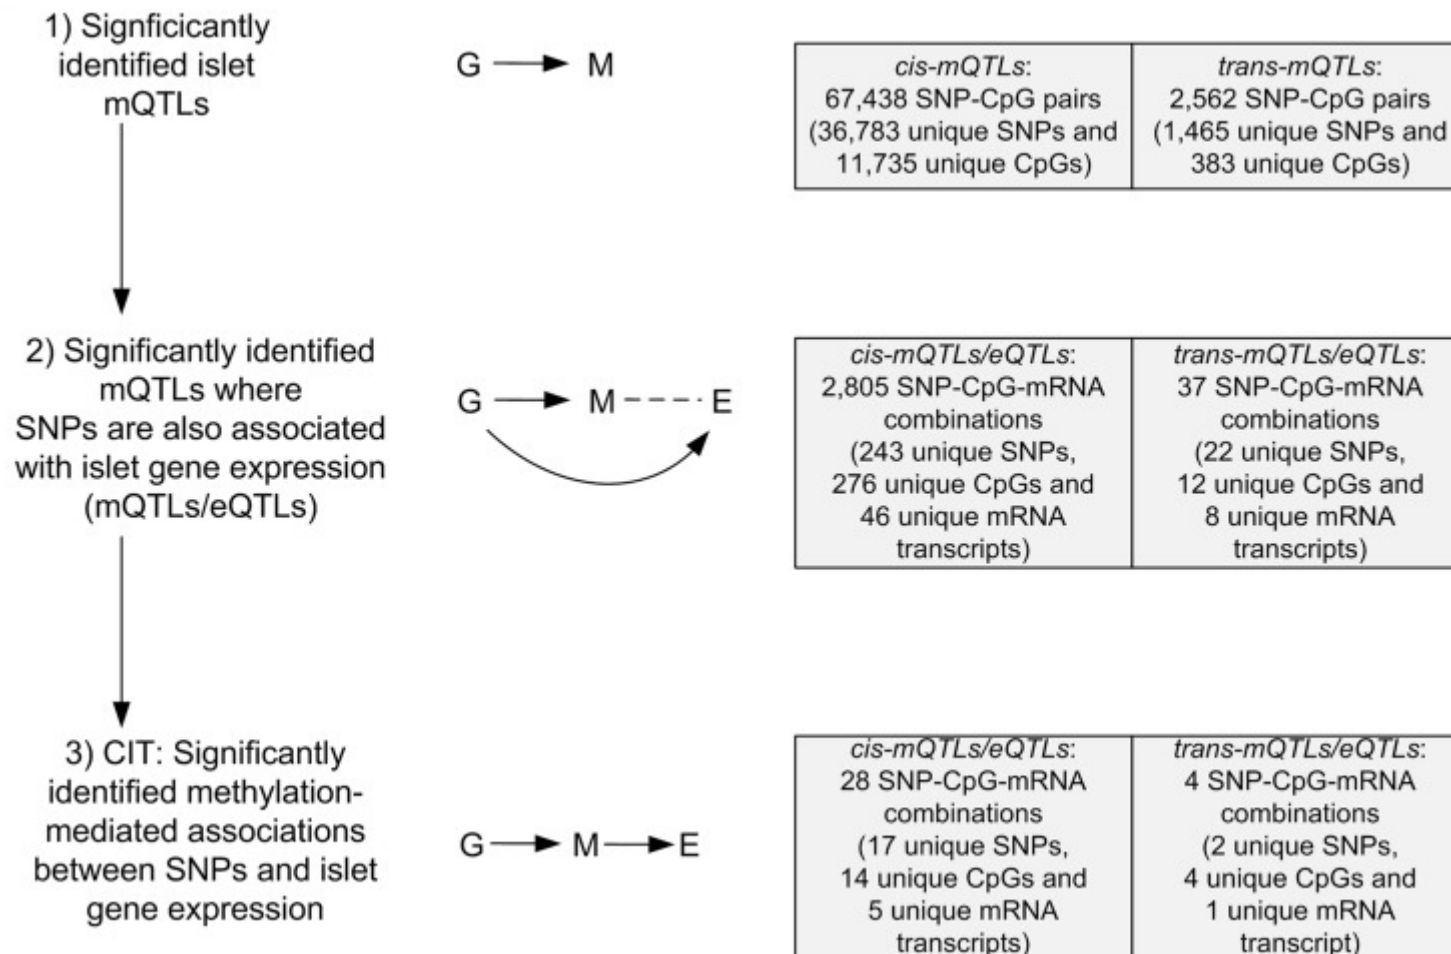 1) Signficicantly
identified islet
mQTLs
G M
cis-mQTLs:
67,438 SNP-CpG pairs
(36,783 unique SNPs and
11,735 unique CpGs)
trans-mQTLs:
2,562 SNP-CpG pairs
(1,465 unique SNPs and
383 unique CpGs)
2) Significantly identified
mQTLs where
SNPs are also associated
with islet gene expression
(mQTLs/eQTLs)
G M E
cis-mQTLs/eQTLs:
2,805 SNP-CpG-mRNA
combinations
(243 unique SNPs,
276 unique CpGs and
46 unique mRNA
transcripts)
trans-mQTLs/eQTLs:
37 SNP-CpG-mRNA
combinations
(22 unique SNPs,
12 unique CpGs and
8 unique mRNA
transcripts)
3) CIT: Significantly
identified methylation-
mediated associations
between SNPs and islet
gene expression
G M E
cis-mQTLs/eQTLs:
28 SNP-CpG-mRNA
combinations
(17 unique SNPs,
14 unique CpGs and
5 unique mRNA
transcripts)
trans-mQTLs/eQTLs:
4 SNP-CpG-mRNA
combinations
(2 unique SNPs,
4 unique CpGs and
1 unique mRNA
transcript)